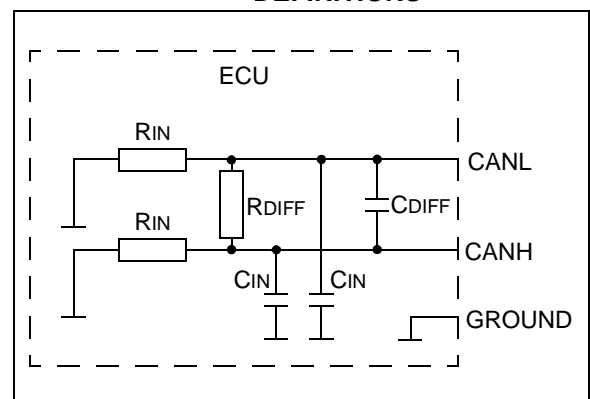 DEFINITIONS
ECU
RIN
CANL
RDIFF
CDIFF
RIN
CANH
CIN
CIN
GROUND